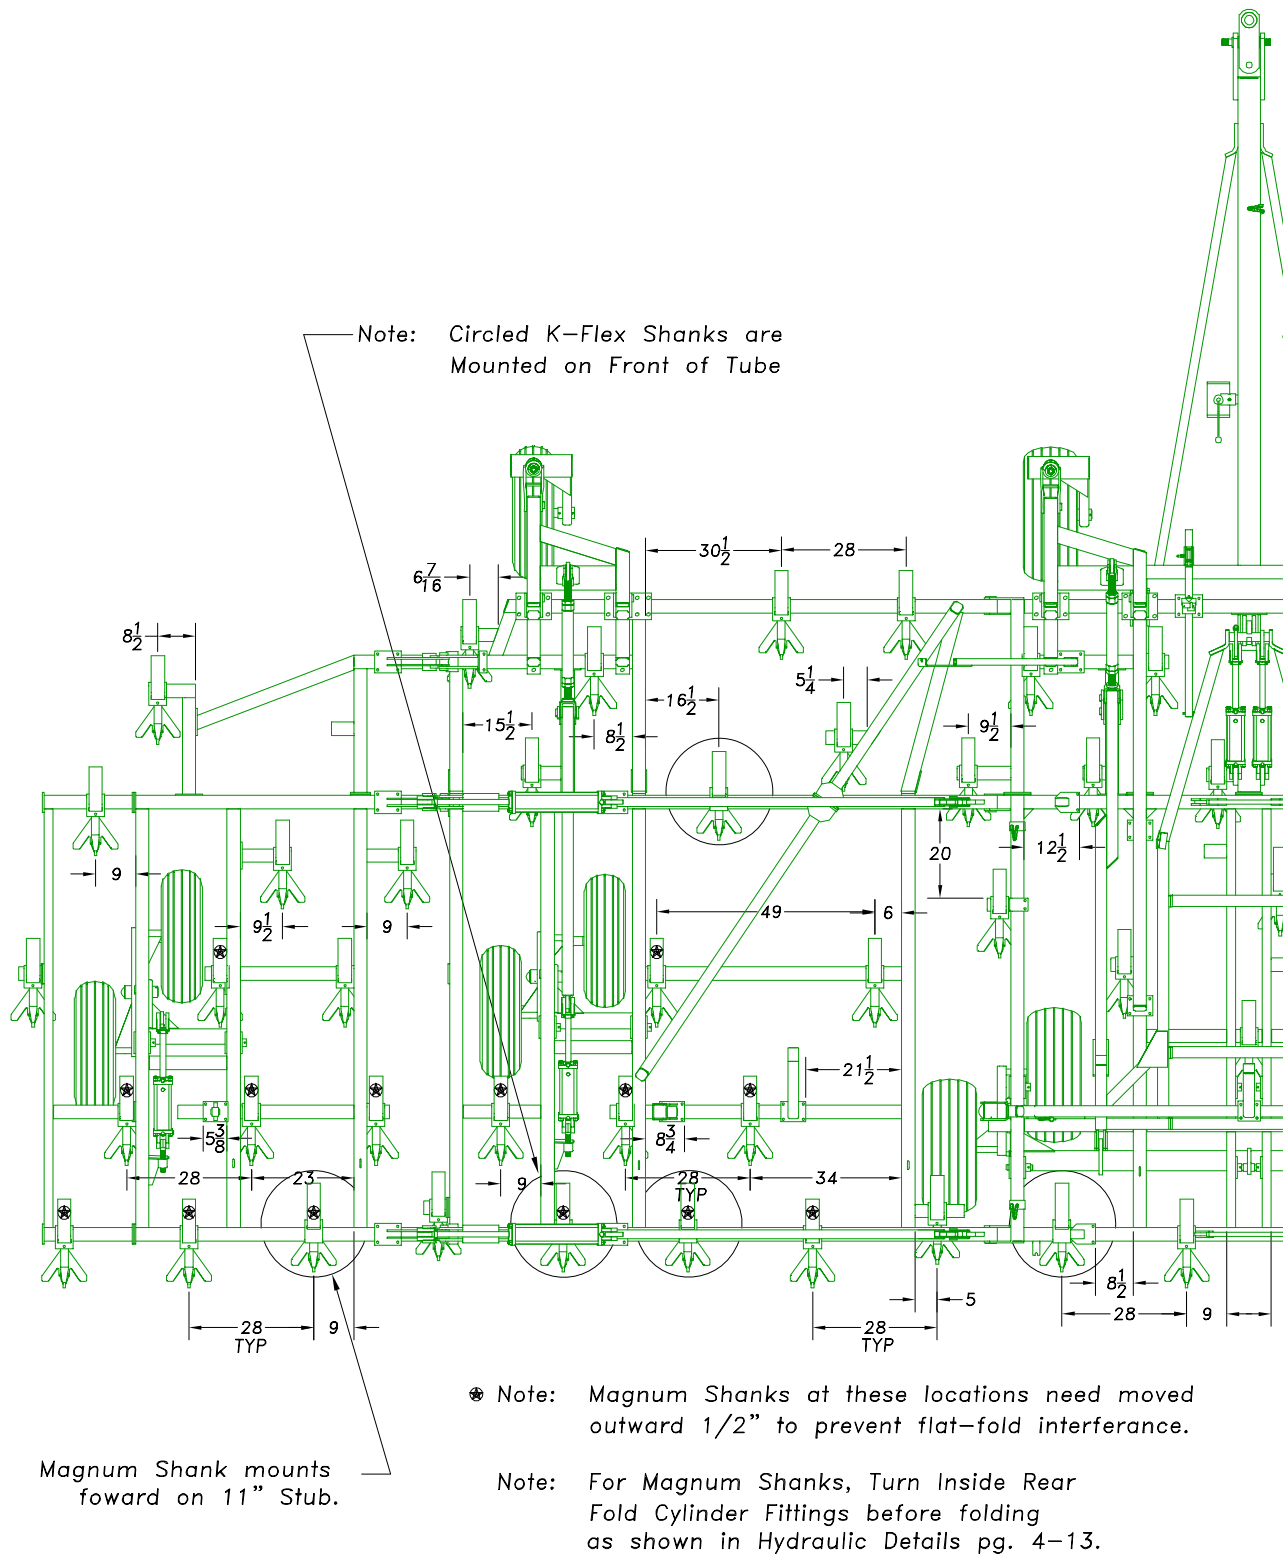 Note: Circled K-Flex Shanks are
Mounted on Front of Tube
30 1/2
28
6 7/16
8 1/2
5 1/4
16 1/2
15 1/2
8 1/2
9 1/2
20
12 1/2
9
9 1/2
9
49
6
21 1/2
5 3/8
8 3/4
28
23
9
28
TYP
34
8 1/2
5
28
TYP
9
28
TYP
28
9
Note: Magnum Shanks at these locations need moved
outward 1/2” to prevent flat-fold interferance.
Magnum Shank mounts
foward on 11” Stub.
Note: For Magnum Shanks, Turn Inside Rear
Fold Cylinder Fittings before folding
as shown in Hydraulic Details pg. 4-13.